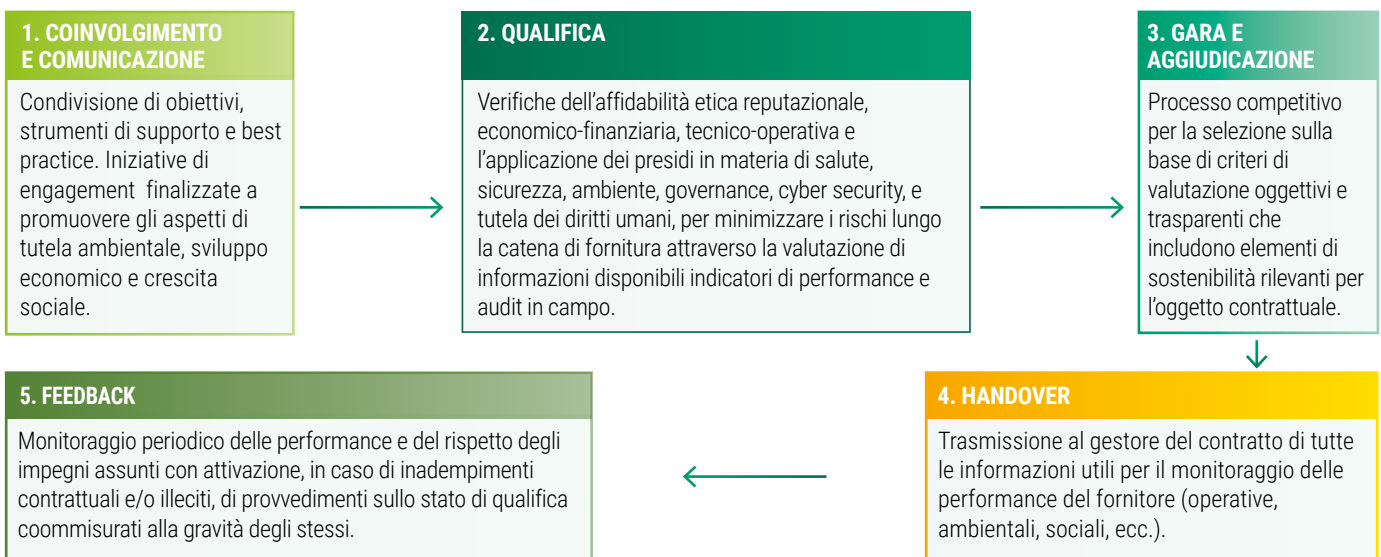 1. COINVOLGIMENTO
E COMUNICAZIONE
Condivisione di obiettivi,
strumenti di supporto e best
practice. Iniziative di
engagement finalizzate a
promuovere gli aspetti di
tutela ambientale, sviluppo
economico e crescita
sociale.
2. QUALIFICA
Verifiche dell’affidabilità etica reputazionale,
economico-finanziaria, tecnico-operativa e
l’applicazione dei presidi in materia di salute,
sicurezza, ambiente, governance, cyber security, e
tutela dei diritti umani, per minimizzare i rischi lungo
la catena di fornitura attraverso la valutazione di
informazioni disponibili indicatori di performance e
audit in campo.
3. GARA E
AGGIUDICAZIONE
Processo competitivo
per la selezione sulla
base di criteri di
valutazione oggettivi e
trasparenti che
includono elementi di
sostenibilità rilevanti per
l’oggetto contrattuale.
4. HANDOVER
Trasmissione al gestore del contratto di tutte
le informazioni utili per il monitoraggio delle
performance del fornitore (operative,
ambientali, sociali, ecc.).
5. FEEDBACK
Monitoraggio periodico delle performance e del rispetto degli
impegni assunti con attivazione, in caso di inadempimenti
contrattuali e/o illeciti, di provvedimenti sullo stato di qualifica
coommisurati alla gravità degli stessi.